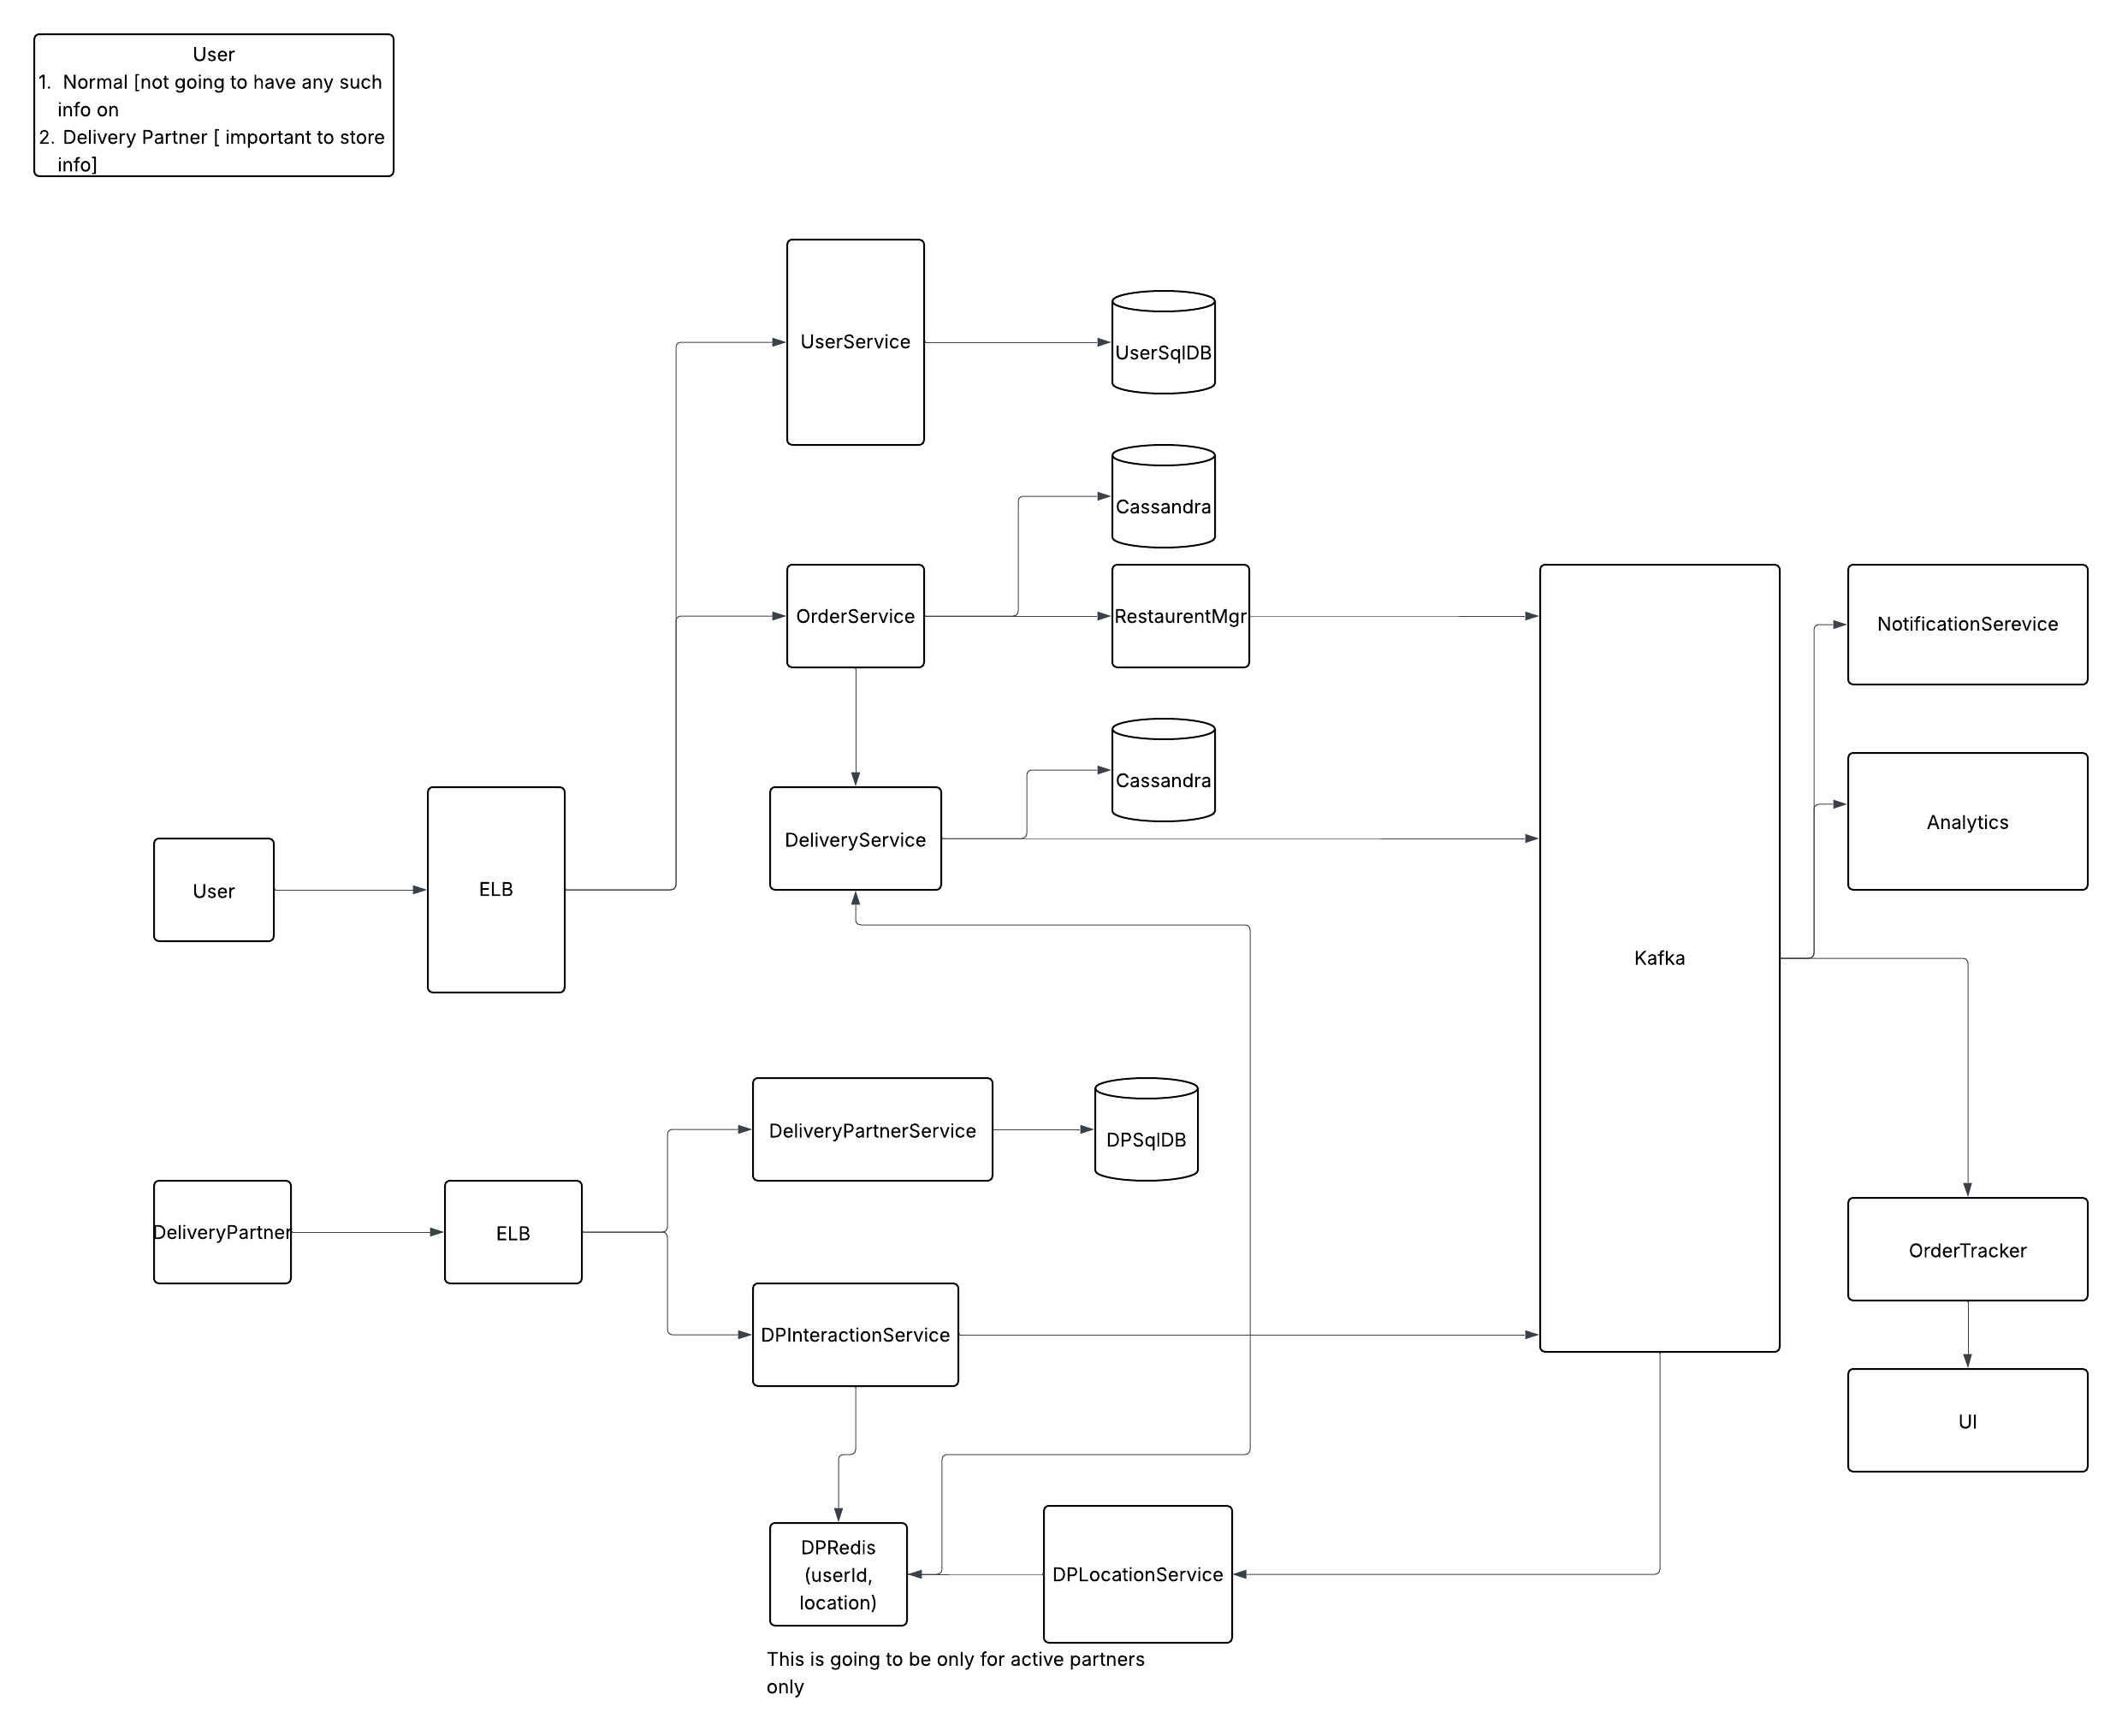 User
1. Normal [not going to have any such
info on
2. Delivery Partner [ important to store
info]
UserService
UserSqlDB
Cassandra
OrderService
RestaurentMgr
NotificationSerevice
Cassandra
DeliveryService
Analytics
User
ELB
Kafka
DeliveryPartnerService
DPSqlDB
DeliveryPartner
ELB
OrderTracker
DPInteractionService
UI
DPRedis
(userId,
location)
DPLocationService
This is going to be only for active partners
only